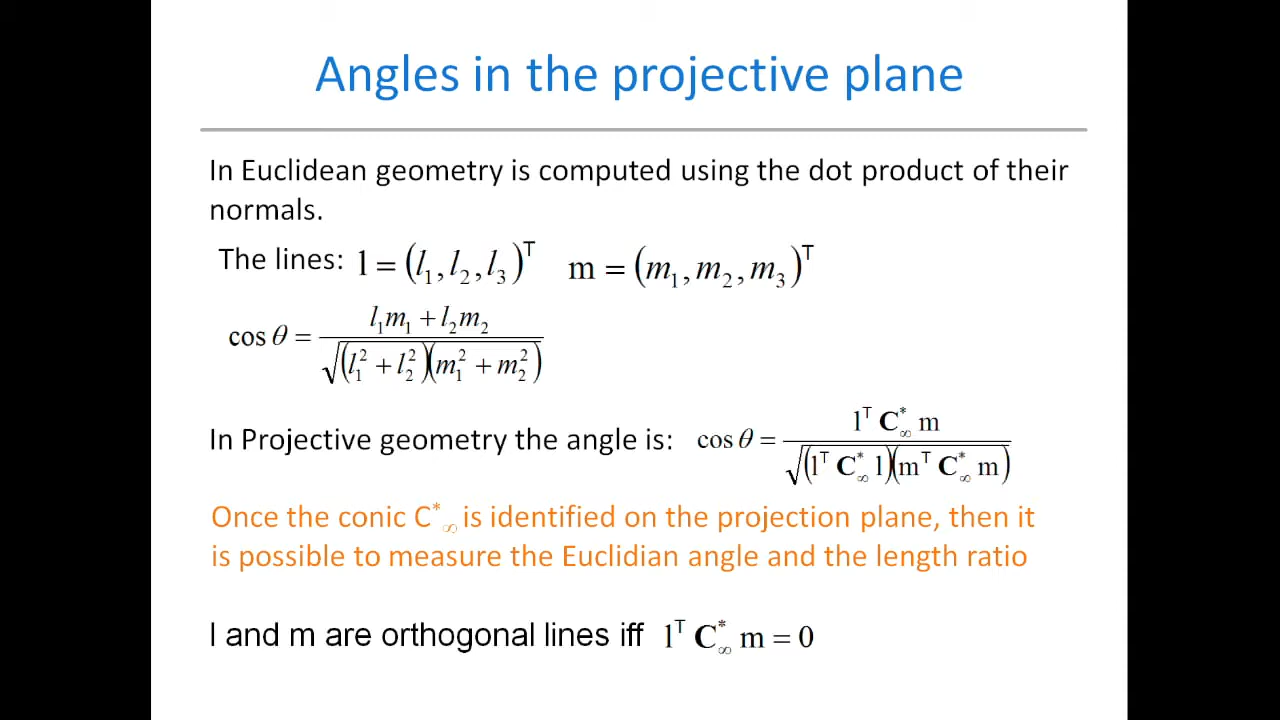 Angles in the projective plane
In Euclidean geometry is computed using the dot product of their
normals.
The lines: l = (l₁, l₂, l₃)ᵀ m = (m₁, m₂, m₃)ᵀ
cos θ = (l₁m₁ + l₂m₂) / √((l₁² + l₂²)(m₁² + m₂²))
In Projective geometry the angle is: cos θ = (lᵀ C*∞ m) / √((lᵀ C*∞ l)(mᵀ C*∞ m))
Once the conic C*∞ is identified on the projection plane, then it
is possible to measure the Euclidian angle and the length ratio
l and m are orthogonal lines iff lᵀ C*∞ m = 0